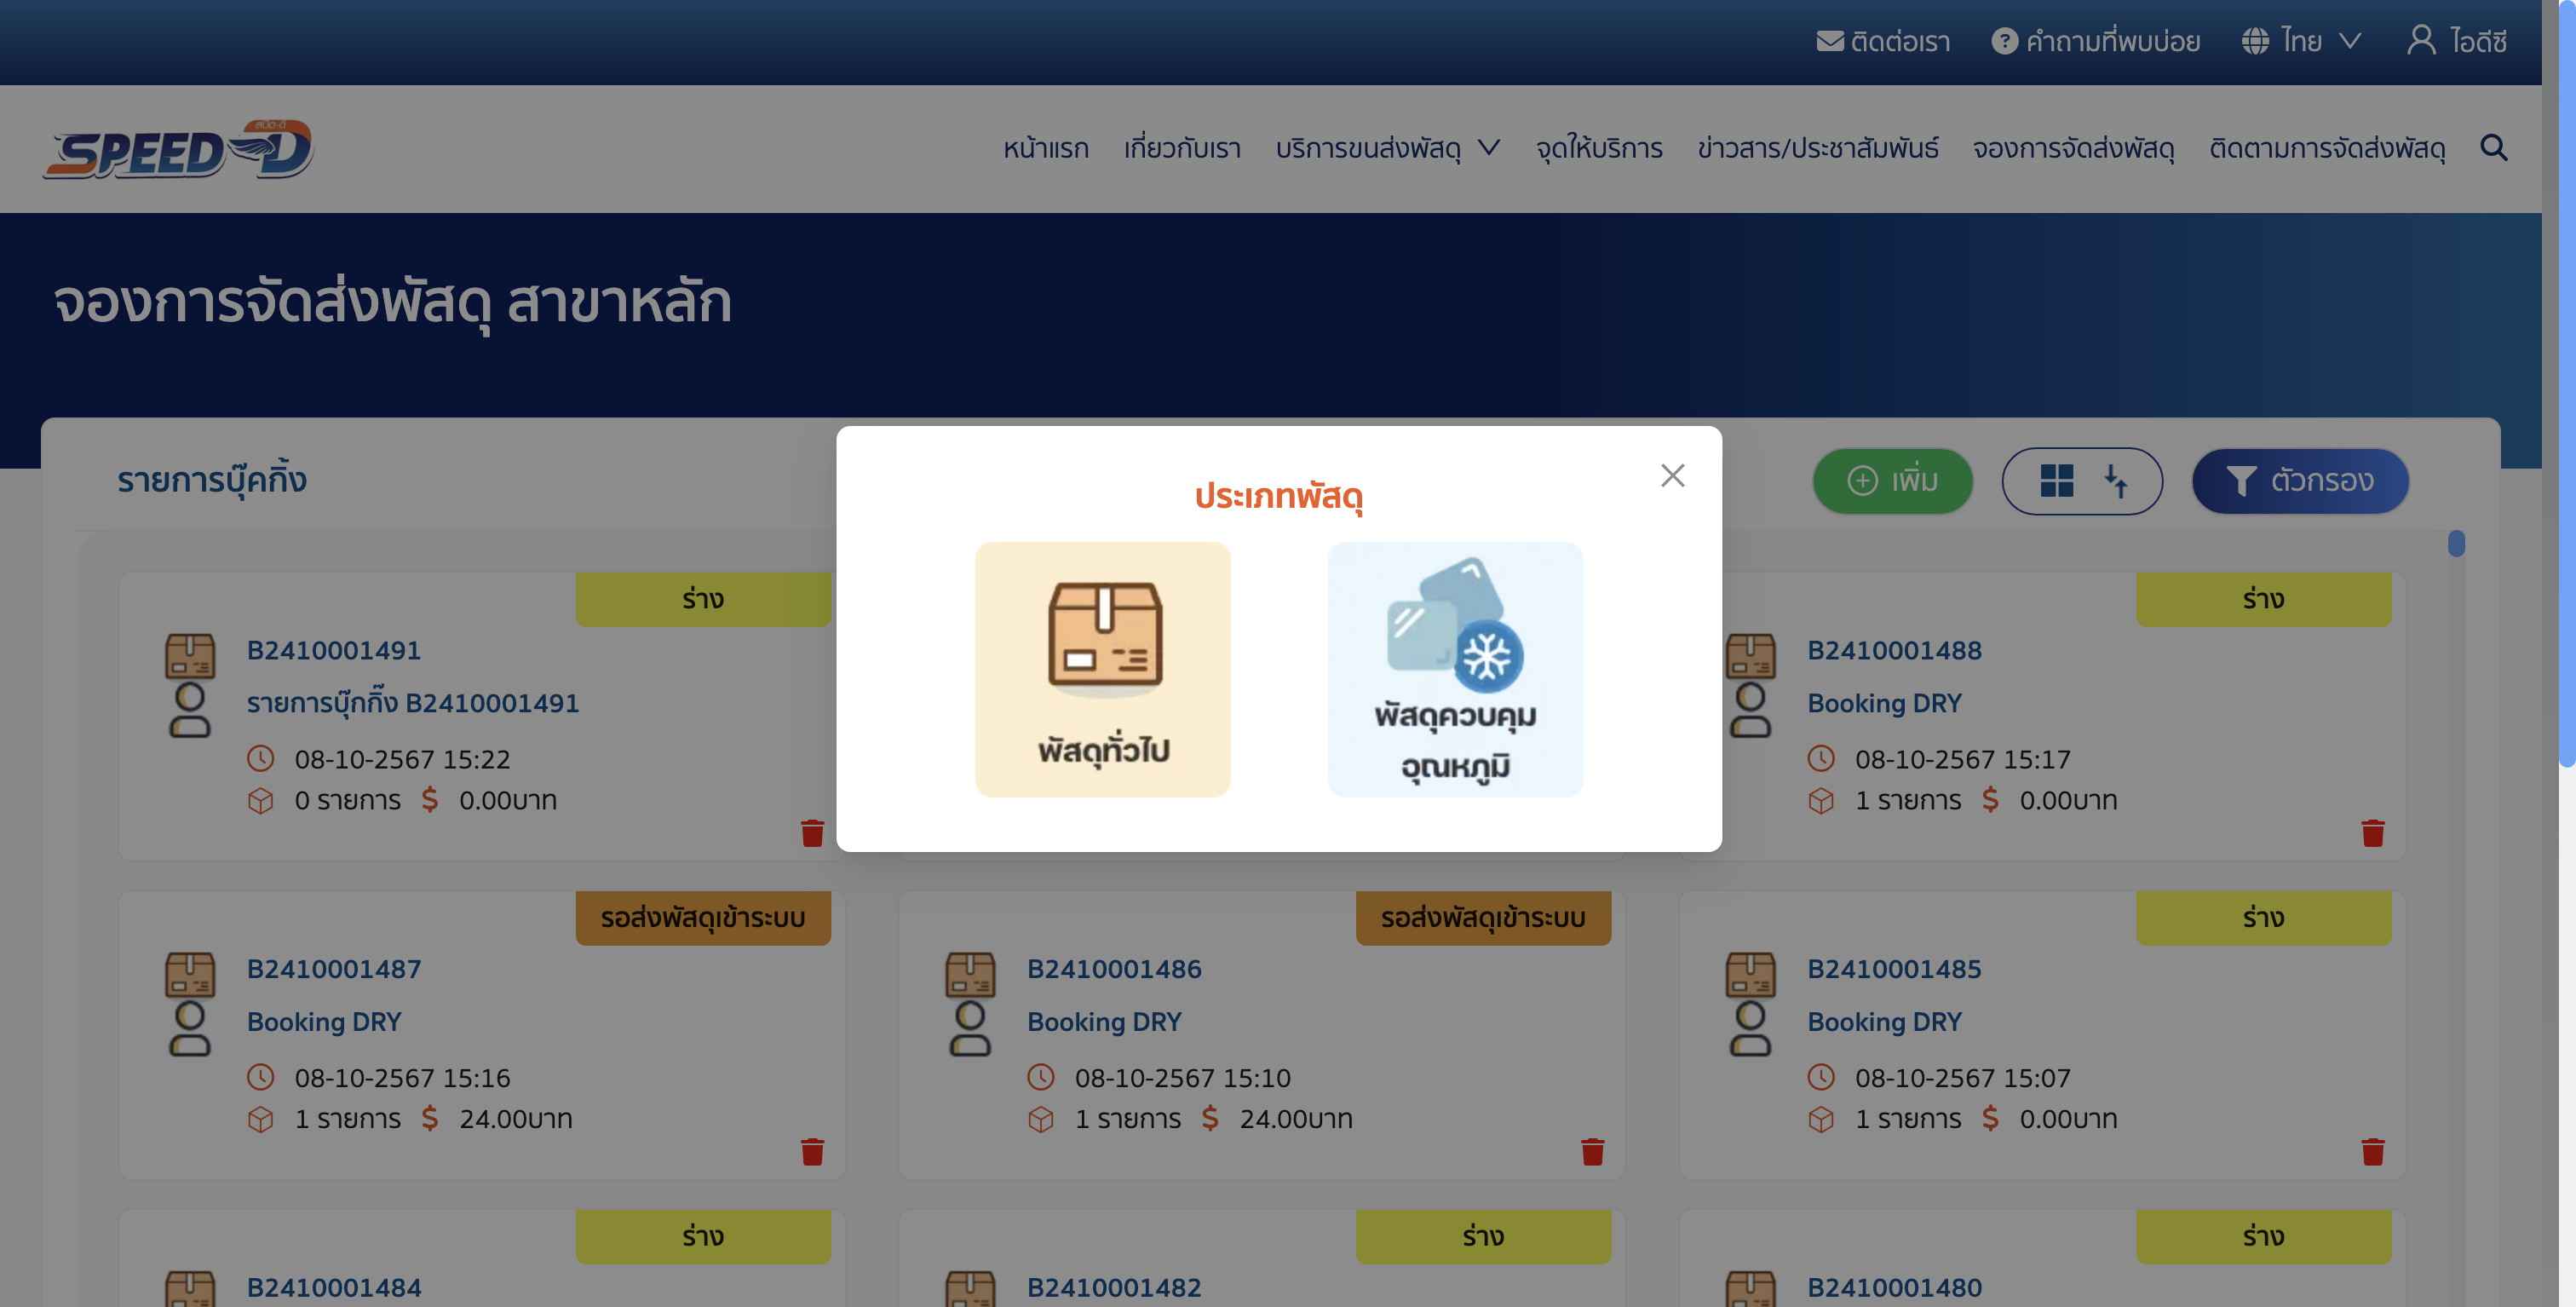 ติดต่อเรา คำถามที่พบบ่อย ไทย ไอดีซี
สปีด-ดี
SPEED-D
หน้าแรก เกี่ยวกับเรา บริการขนส่งพัสดุ จุดให้บริการ ข่าวสาร/ประชาสัมพันธ์ จองการจัดส่งพัสดุ ติดตามการจัดส่งพัสดุ
จองการจัดส่งพัสดุ สาขาหลัก
รายการบุ๊คกิ้ง
เพิ่ม
ตัวกรอง
ประเภทพัสดุ
พัสดุทั่วไป
พัสดุควบคุม
อุณหภูมิ
ร่าง
B2410001491
รายการบุ๊กกิ๊ง B2410001491
08-10-2567 15:22
0 รายการ $ 0.00บาท
ร่าง
B2410001488
Booking DRY
08-10-2567 15:17
1 รายการ $ 0.00บาท
รอส่งพัสดุเข้าระบบ
B2410001487
Booking DRY
08-10-2567 15:16
1 รายการ $ 24.00บาท
รอส่งพัสดุเข้าระบบ
B2410001486
Booking DRY
08-10-2567 15:10
1 รายการ $ 24.00บาท
ร่าง
B2410001485
Booking DRY
08-10-2567 15:07
1 รายการ $ 0.00บาท
ร่าง
B2410001484
ร่าง
B2410001482
ร่าง
B2410001480